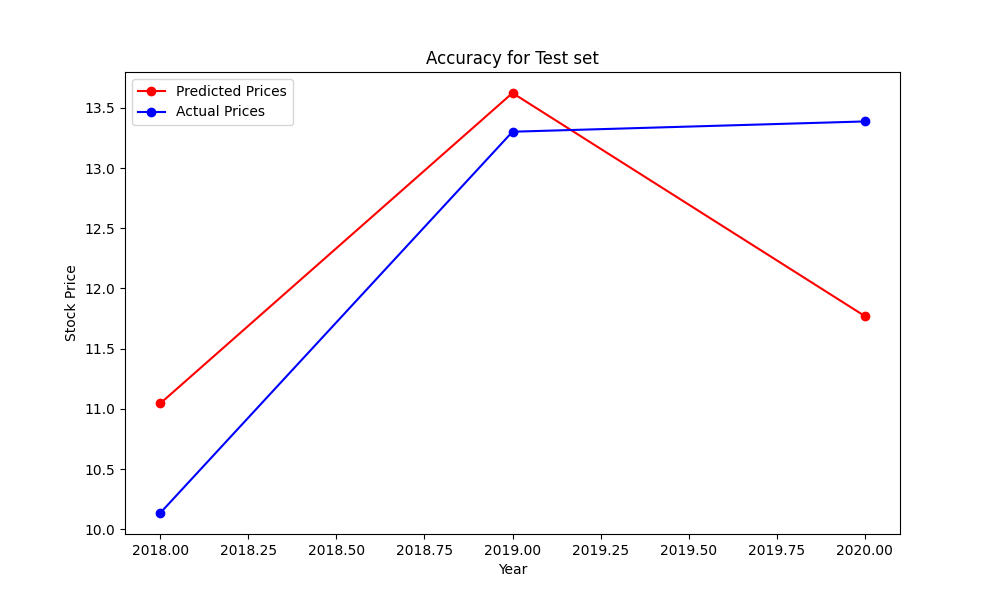 Accuracy for Test set
Predicted Prices
Actual Prices
13.5
13.0
12.5
12.0
11.5
11.0
10.5
10.0
Stock Price
2018.00 2018.25 2018.50 2018.75 2019.00 2019.25 2019.50 2019.75 2020.00
Year